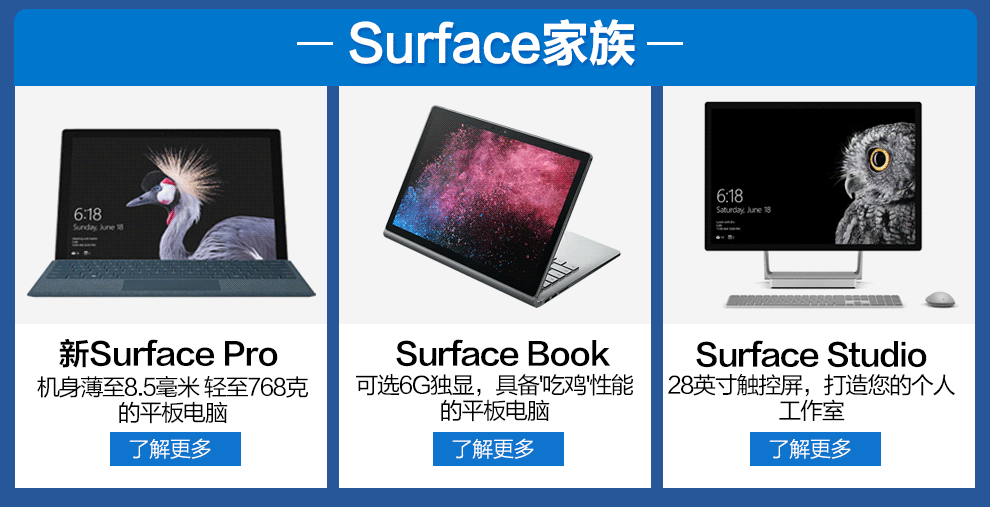 Surface家族
6:18
Sunday, June 18
6:18
Saturday, June 18
新Surface Pro
机身薄至8.5毫米 轻至768克
的平板电脑
了解更多
Surface Book
可选6G独显，具备'吃鸡'性能
的平板电脑
了解更多
Surface Studio
28英寸触控屏，打造您的个人
工作室
了解更多